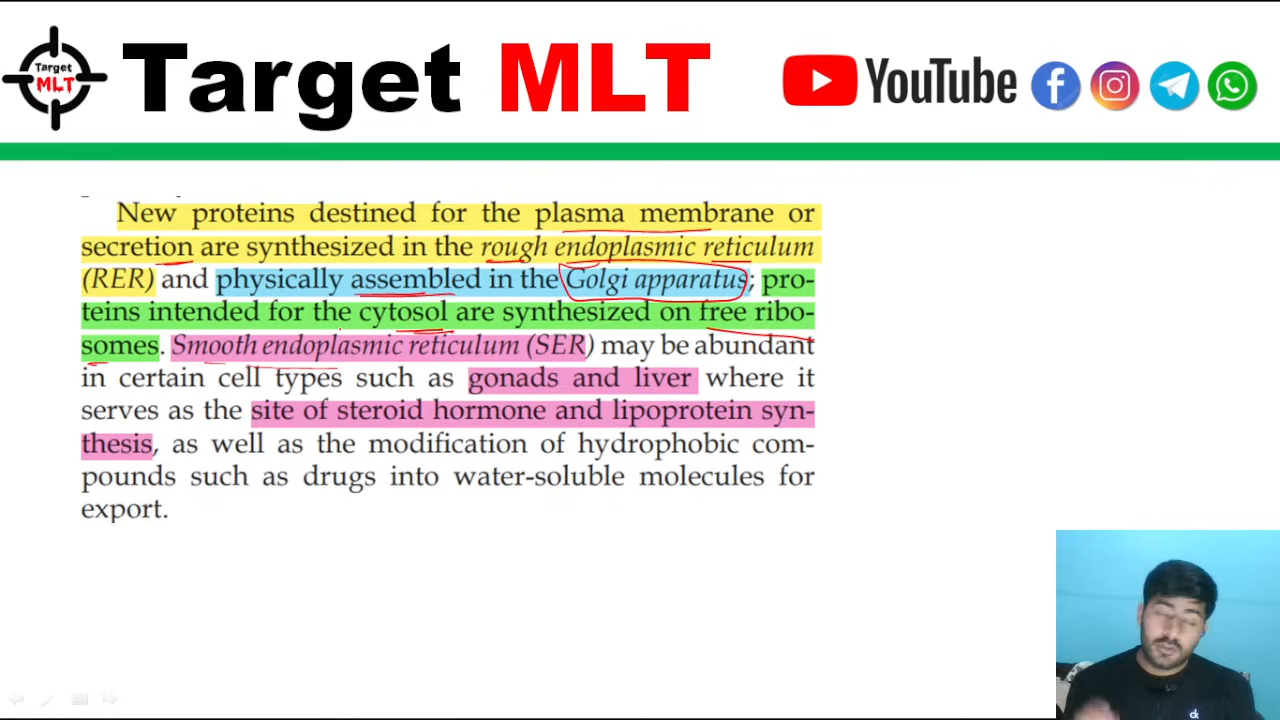 Target MLT
Target
MLT
YouTube
New proteins destined for the plasma membrane or
secretion are synthesized in the rough endoplasmic reticulum
(RER) and physically assembled in the Golgi apparatus; pro-
teins intended for the cytosol are synthesized on free ribo-
somes. Smooth endoplasmic reticulum (SER) may be abundant
in certain cell types such as gonads and liver where it
serves as the site of steroid hormone and lipoprotein syn-
thesis, as well as the modification of hydrophobic com-
pounds such as drugs into water-soluble molecules for
export.